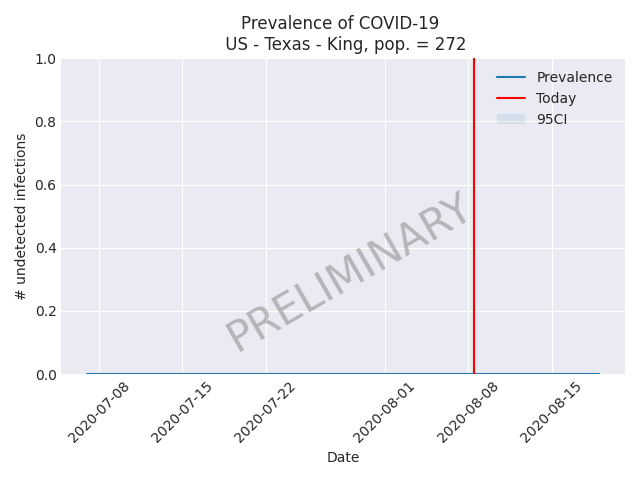 Prevalence of COVID-19
US - Texas - King, pop. = 272
1.0
0.8
0.6
0.4
0.2
0.0
# undetected infections
Prevalence
Today
95CI
PRELIMINARY
2020-07-08
2020-07-15
2020-07-22
2020-08-01
2020-08-08
2020-08-15
Date